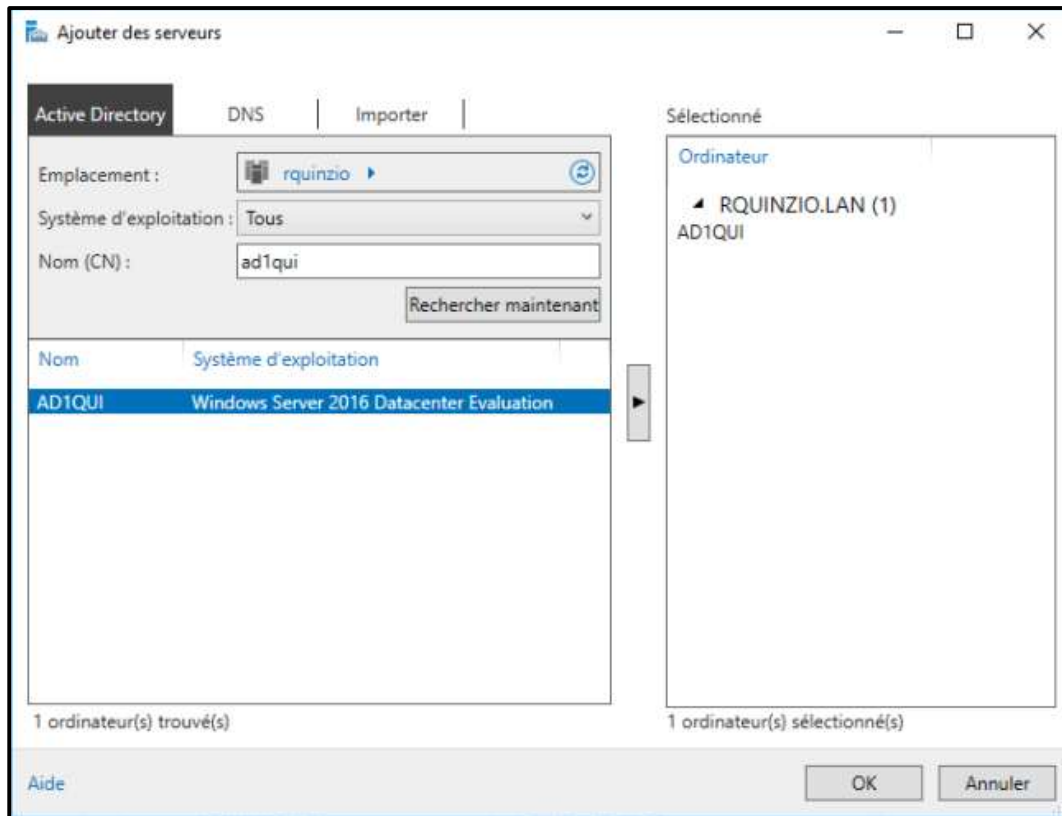 Ajouter des serveurs
Active Directory
DNS
Importer
Emplacement :
rquinzio
Système d'exploitation :
Tous
Nom (CN) :
ad1qui
Rechercher maintenant
Nom
Système d'exploitation
AD1QUI
Windows Server 2016 Datacenter Evaluation
1 ordinateur(s) trouvé(s)
Sélectionné
Ordinateur
RQUINZIO.LAN (1)
AD1QUI
1 ordinateur(s) sélectionné(s)
Aide
OK
Annuler